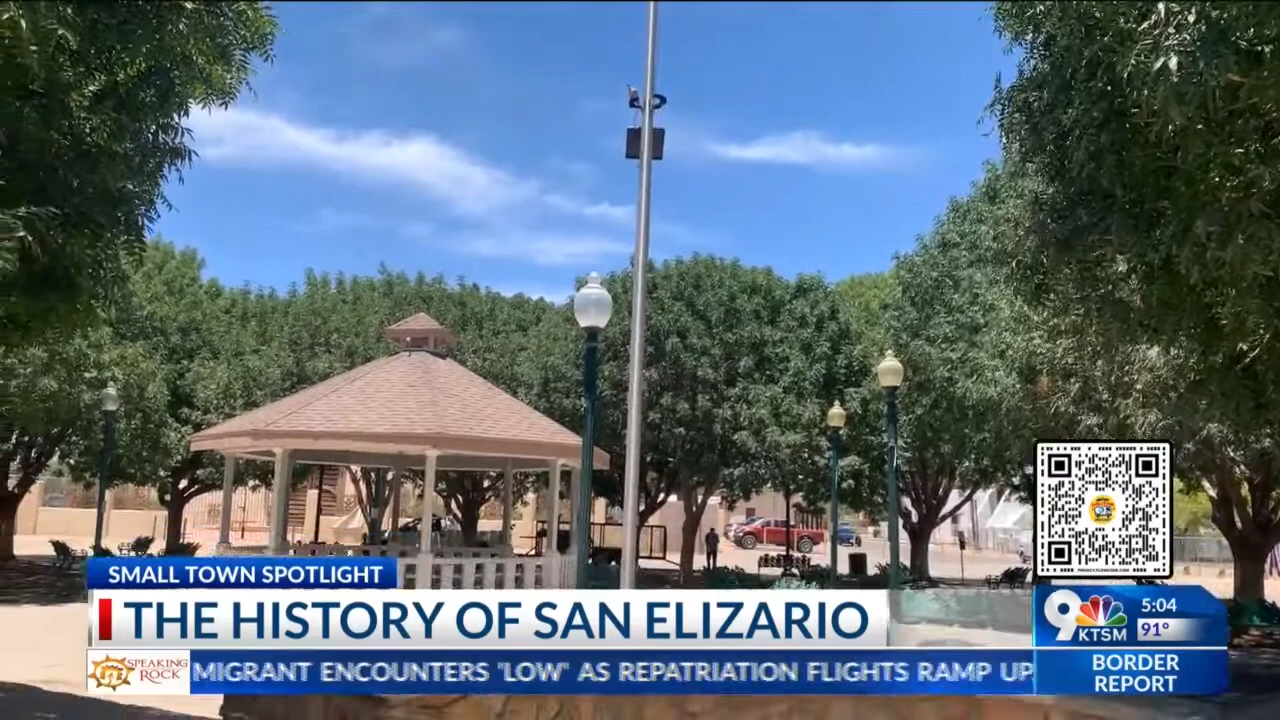 SMALL TOWN SPOTLIGHT
THE HISTORY OF SAN ELIZARIO
SPEAKING ROCK
MIGRANT ENCOUNTERS "LOW" AS REPATRIATION FLIGHTS RAMP UP
9 KTSM
5:04
91°
BORDER
REPORT